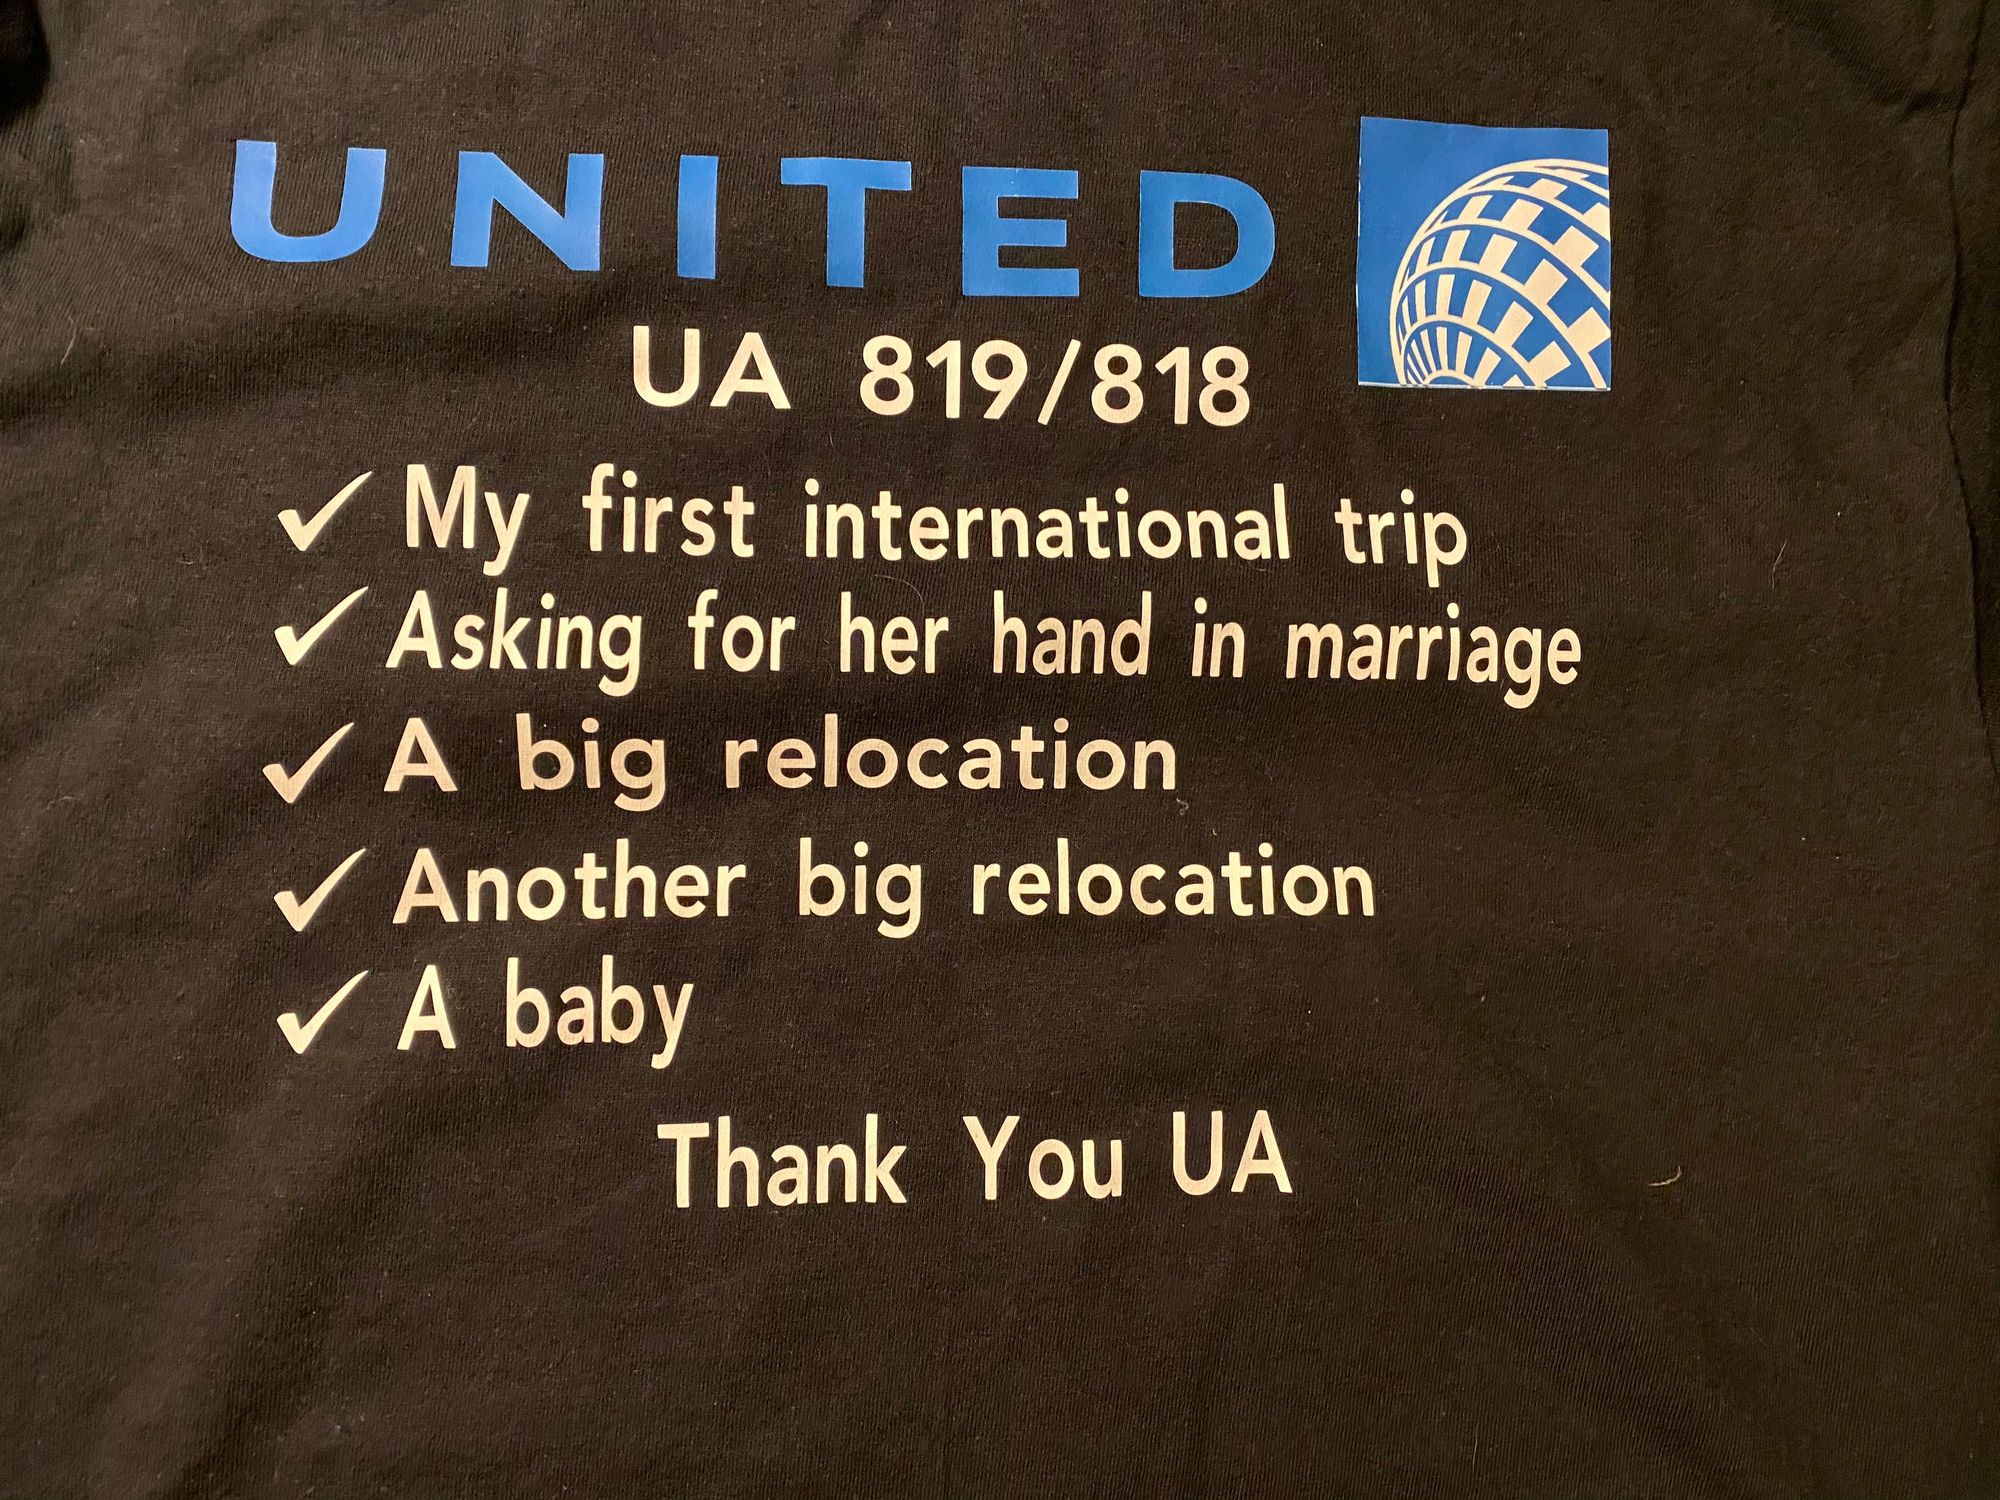 UNITED
UA 819/818
✓ My first international trip
✓ Asking for her hand in marriage
✓ A big relocation
✓ Another big relocation
✓ A baby
Thank You UA